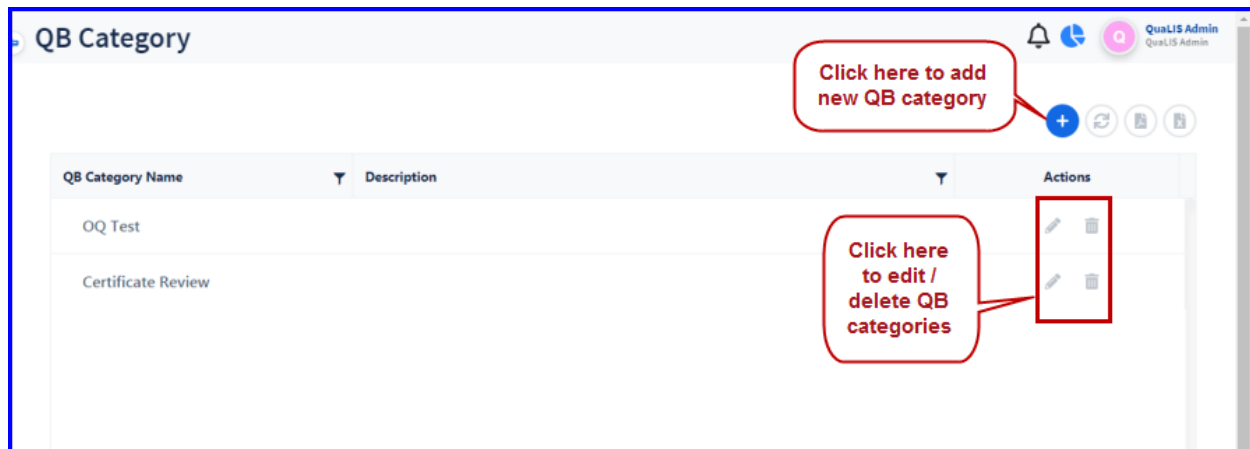 QB Category
Q
QuaLIS Admin
QuaLIS Admin
Click here to add
new QB category
QB Category Name
Description
Actions
OQ Test
Certificate Review
Click here
to edit /
delete QB
categories